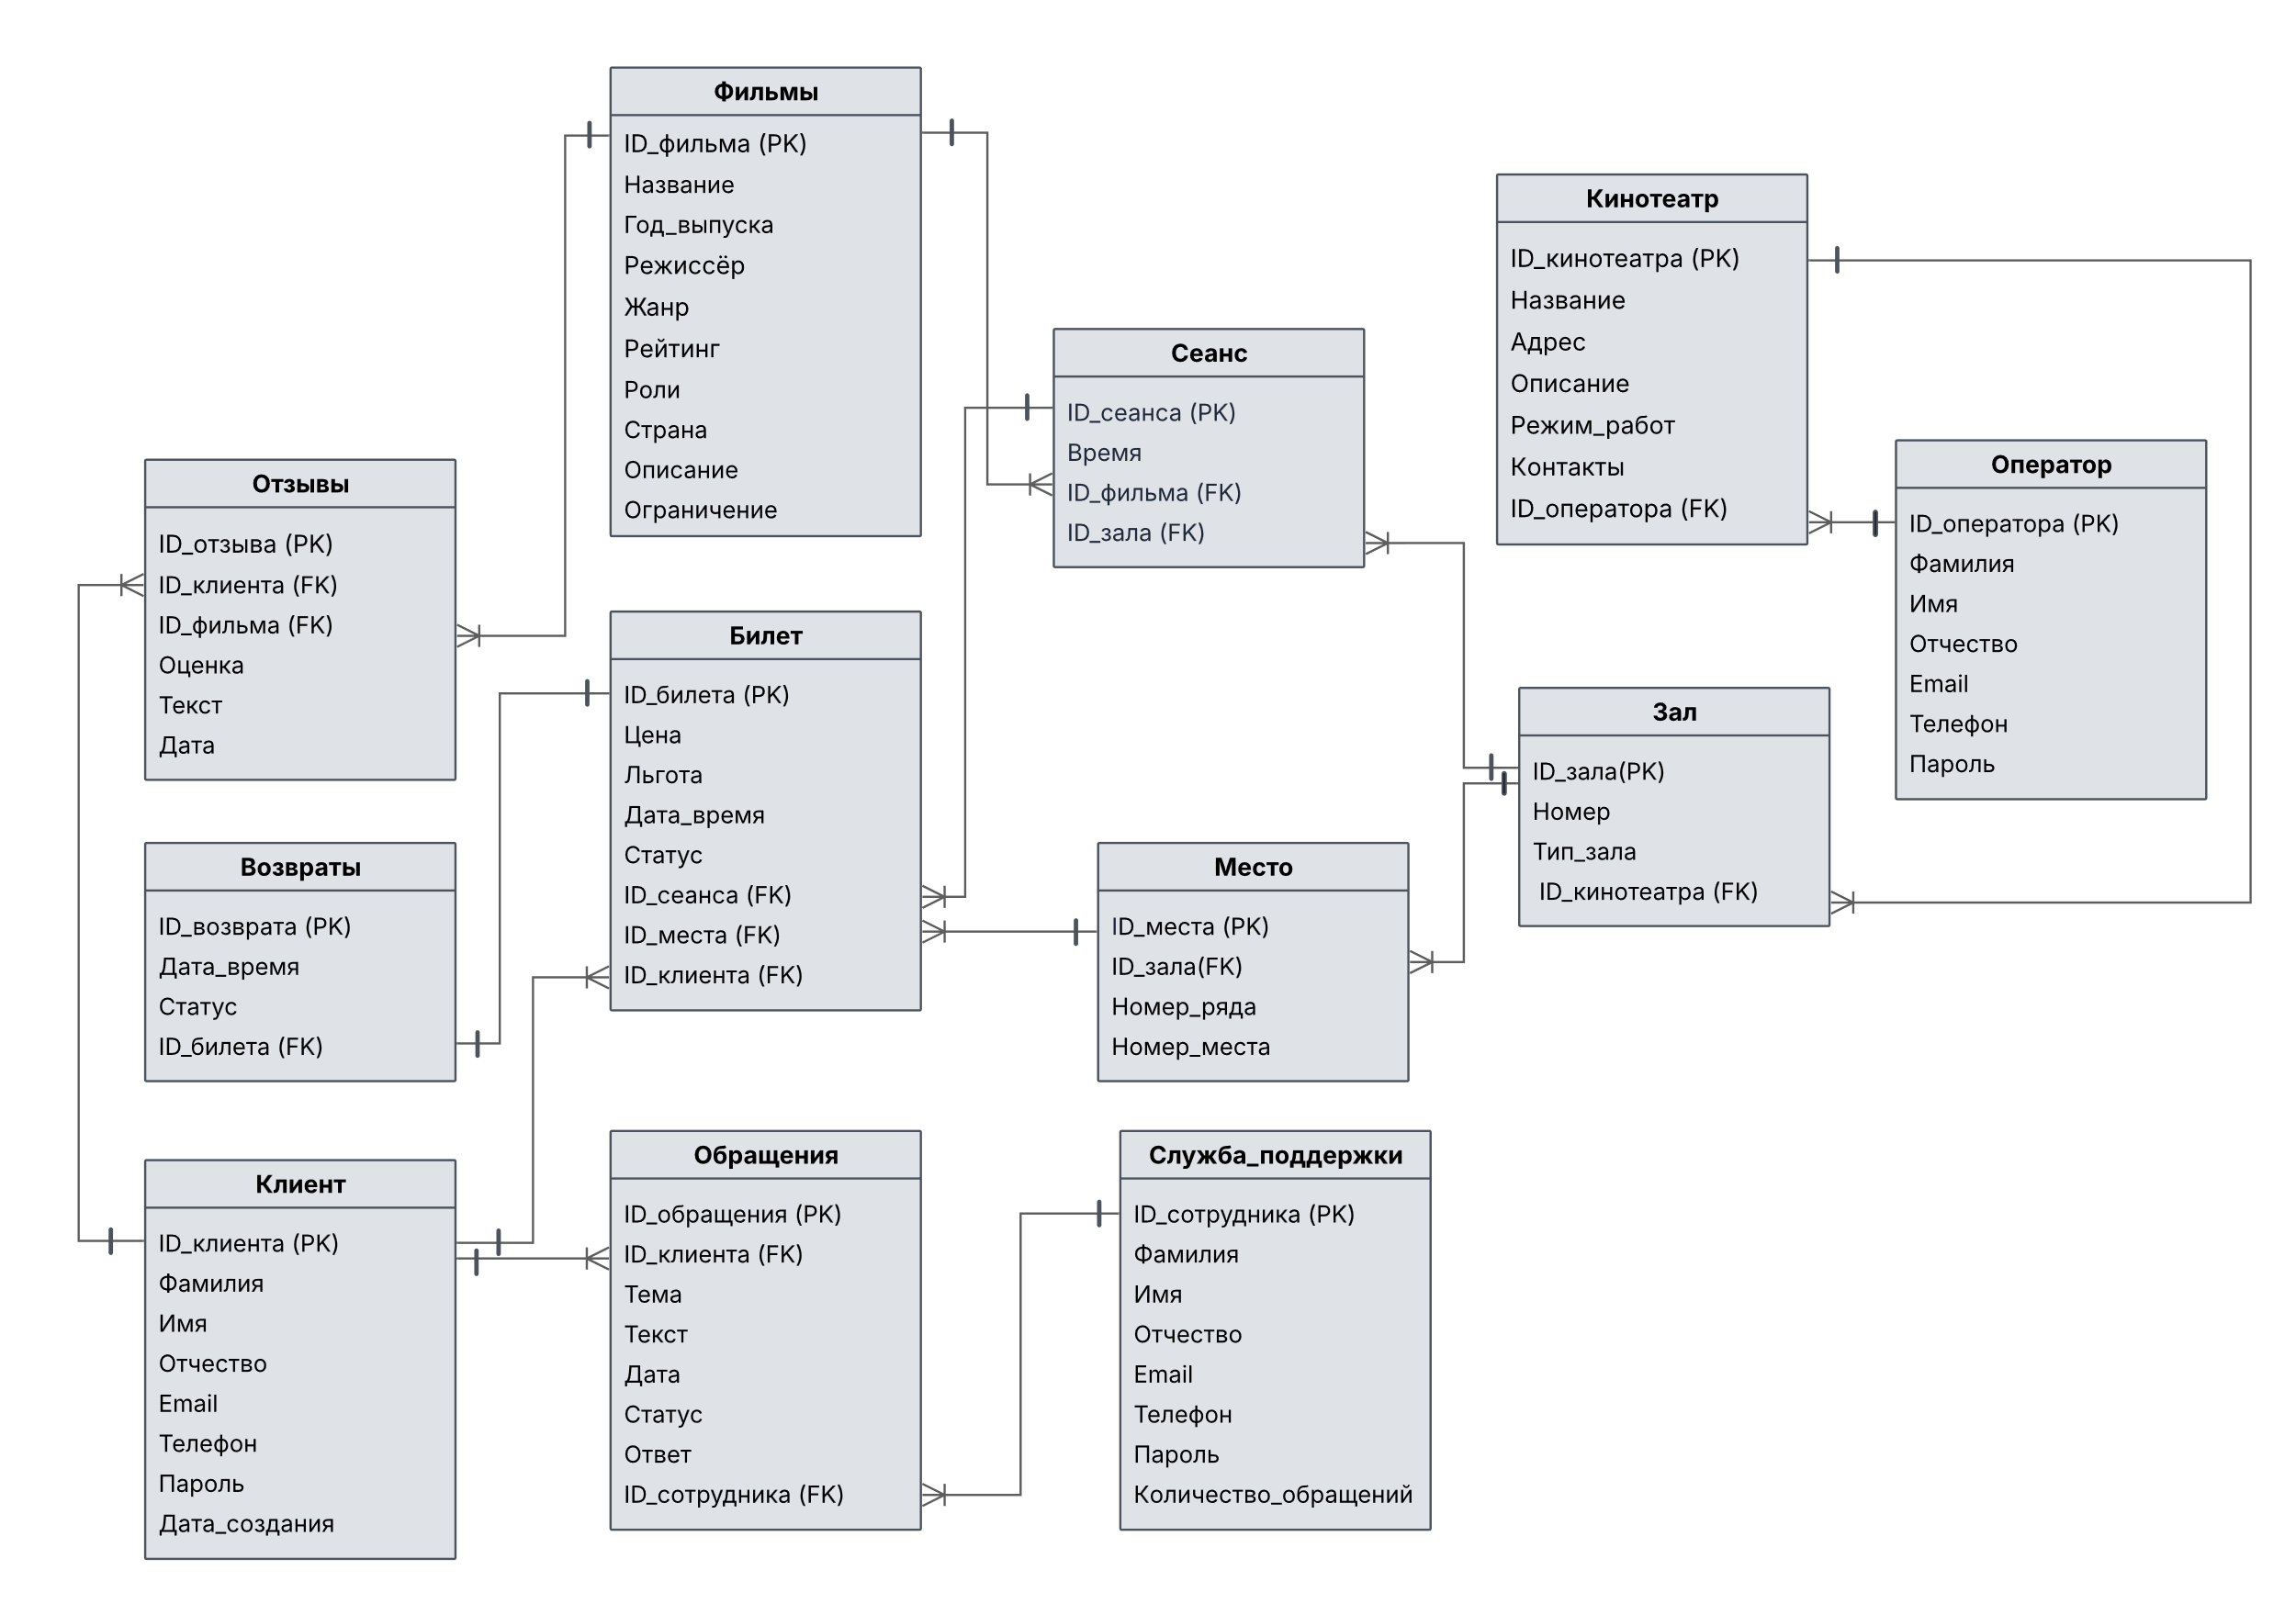 Фильмы
ID_фильма (PK)
Название
Год_выпуска
Режиссёр
Жанр
Рейтинг
Роли
Страна
Описание
Ограничение
Кинотеатр
ID_кинотеатра (PK)
Название
Адрес
Описание
Режим_работ
Контакты
ID_оператора (FK)
Сеанс
ID_сеанса (PK)
Время
ID_фильма (FK)
ID_зала (FK)
Оператор
ID_оператора (PK)
Фамилия
Имя
Отчество
Email
Телефон
Пароль
Отзывы
ID_отзыва (PK)
ID_клиента (FK)
ID_фильма (FK)
Оценка
Текст
Дата
Билет
ID_билета (PK)
Цена
Льгота
Дата_время
Статус
ID_сеанса (FK)
ID_места (FK)
ID_клиента (FK)
Зал
ID_зала(PK)
Номер
Тип_зала
ID_кинотеатра (FK)
Возвраты
ID_возврата (PK)
Дата_время
Статус
ID_билета (FK)
Место
ID_места (PK)
ID_зала(FK)
Номер_ряда
Номер_места
Клиент
ID_клиента (PK)
Фамилия
Имя
Отчество
Email
Телефон
Пароль
Дата_создания
Обращения
ID_обращения (PK)
ID_клиента (FK)
Тема
Текст
Дата
Статус
Ответ
ID_сотрудника (FK)
Служба_поддержки
ID_сотрудника (PK)
Фамилия
Имя
Отчество
Email
Телефон
Пароль
Количество_обращений